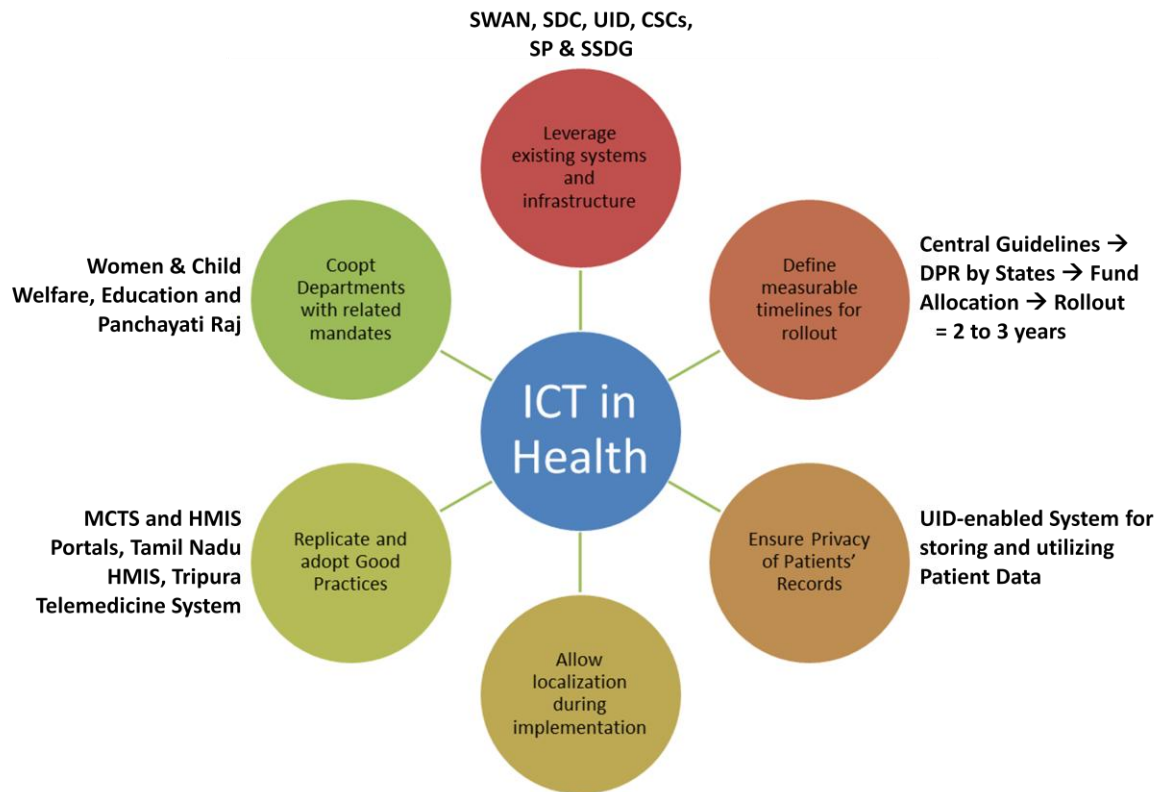 SWAN, SDC, UID, CSCs,
SP & SSDG
Leverage
existing systems
and
infrastructure
Define
measurable
timelines for
rollout
Central Guidelines →
DPR by States → Fund
Allocation → Rollout
= 2 to 3 years
Ensure Privacy
of Patients’
Records
UID-enabled System for
storing and utilizing
Patient Data
Allow
localization
during
implementation
Replicate and
adopt Good
Practices
MCTS and HMIS
Portals, Tamil Nadu
HMIS, Tripura
Telemedicine System
Coopt
Departments
with related
mandates
Women & Child
Welfare, Education and
Panchayati Raj
ICT in
Health